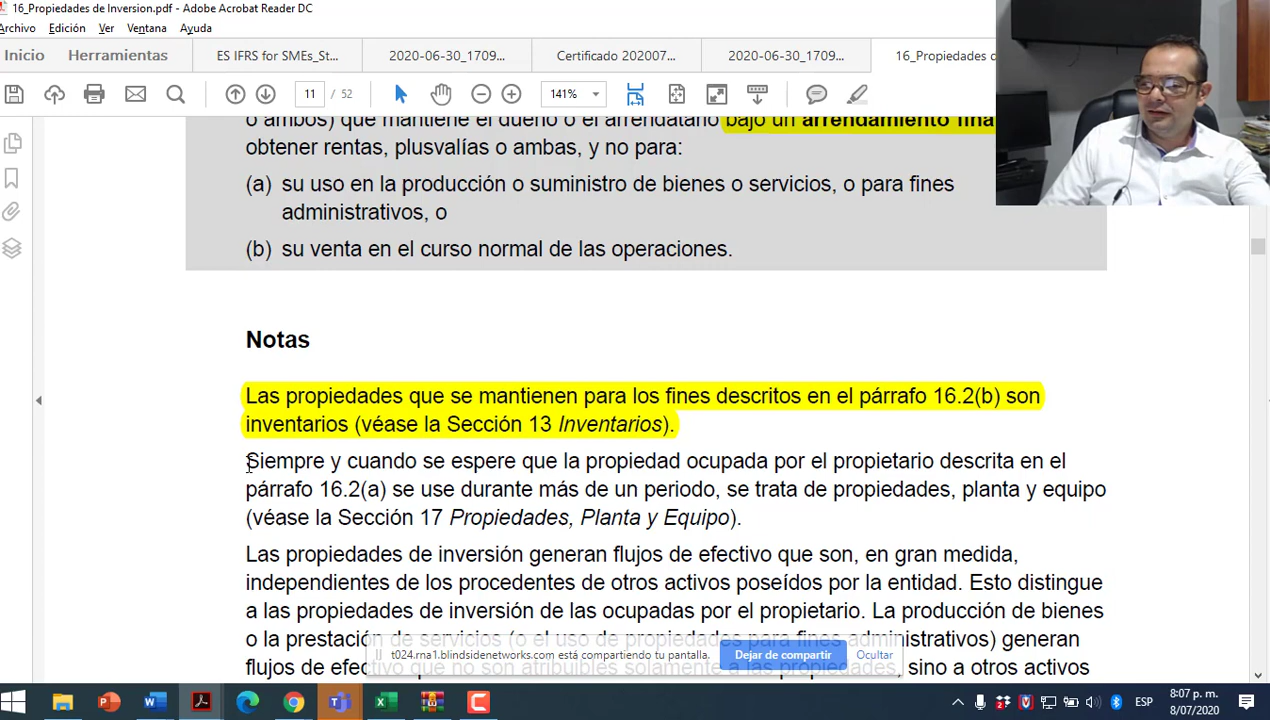 16_Propiedades de Inversion.pdf - Adobe Acrobat Reader DC
Archivo Edición Ver Ventana Ayuda
Inicio Herramientas ES IFRS for SMEs_St... 2020-06-30_1709... Certificado 202007... 2020-06-30_1709... 16_Propiedades
11 / 52 141%
o ambos) que mantiene el dueño o el arrendatario bajo un arrendamiento
obtener rentas, plusvalías o ambas, y no para:
(a) su uso en la producción o suministro de bienes o servicios, o para fines
administrativos, o
(b) su venta en el curso normal de las operaciones.
Notas
Las propiedades que se mantienen para los fines descritos en el párrafo 16.2(b) son
inventarios (véase la Sección 13 Inventarios).
Siempre y cuando se espere que la propiedad ocupada por el propietario descrita en el
párrafo 16.2(a) se use durante más de un periodo, se trata de propiedades, planta y equipo
(véase la Sección 17 Propiedades, Planta y Equipo).
Las propiedades de inversión generan flujos de efectivo que son, en gran medida,
independientes de los procedentes de otros activos poseídos por la entidad. Esto distingue
a las propiedades de inversión de las ocupadas por el propietario. La producción de bienes
o la prestación de servicios (o el uso de propiedades para fines administrativos) generan
t024.rna1.blindsidenetworks.com está compartiendo tu pantalla. Dejar de compartir Ocultar
flujos de efectivo que no son atribuibles solamente a las propiedades, sino a otros activos
ESP
8:07 p. m.
8/07/2020